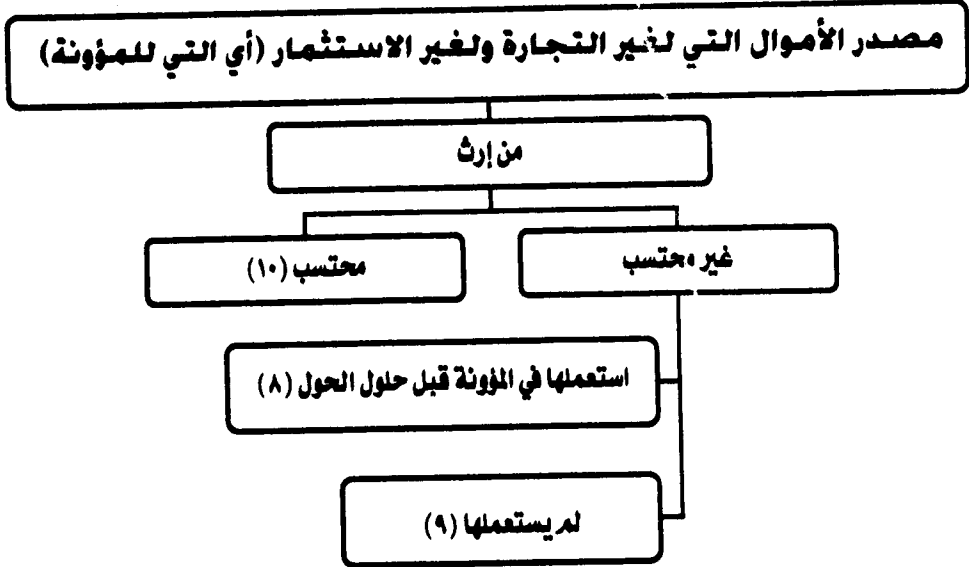 مصدر الأموال التي لغير التجارة ولغير الاستثمار (أي التي للمؤونة)
من إرث
غير محتسب
محتسب (١٠)
استعملها في المؤونة قبل حلول الحول (٨)
لم يستعملها (٩)